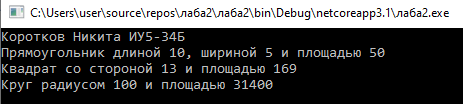 C:\Users\user\source\repos\лаба2\лаба2\bin\Debug\netcoreapp3.1\лаба2.exe
Коротков Никита ИУ5-34Б
Прямоугольник длиной 10, шириной 5 и площадью 50
Квадрат со стороной 13 и площадью 169
Круг радиусом 100 и площадью 31400